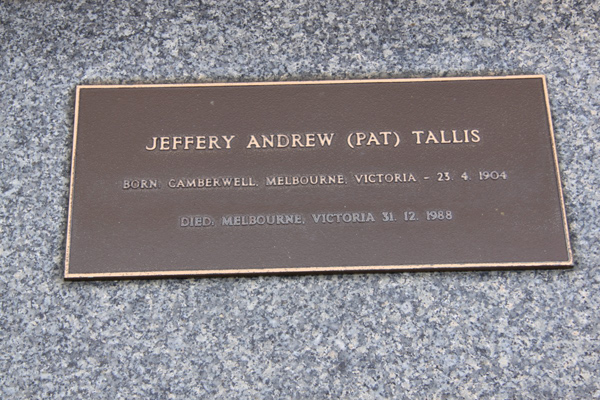 JEFFERY ANDREW (PAT) TALLIS
BORN: CAMBERWELL, MELBOURNE, VICTORIA - 23. 4. 1904
DIED: MELBOURNE, VICTORIA 31. 12. 1988